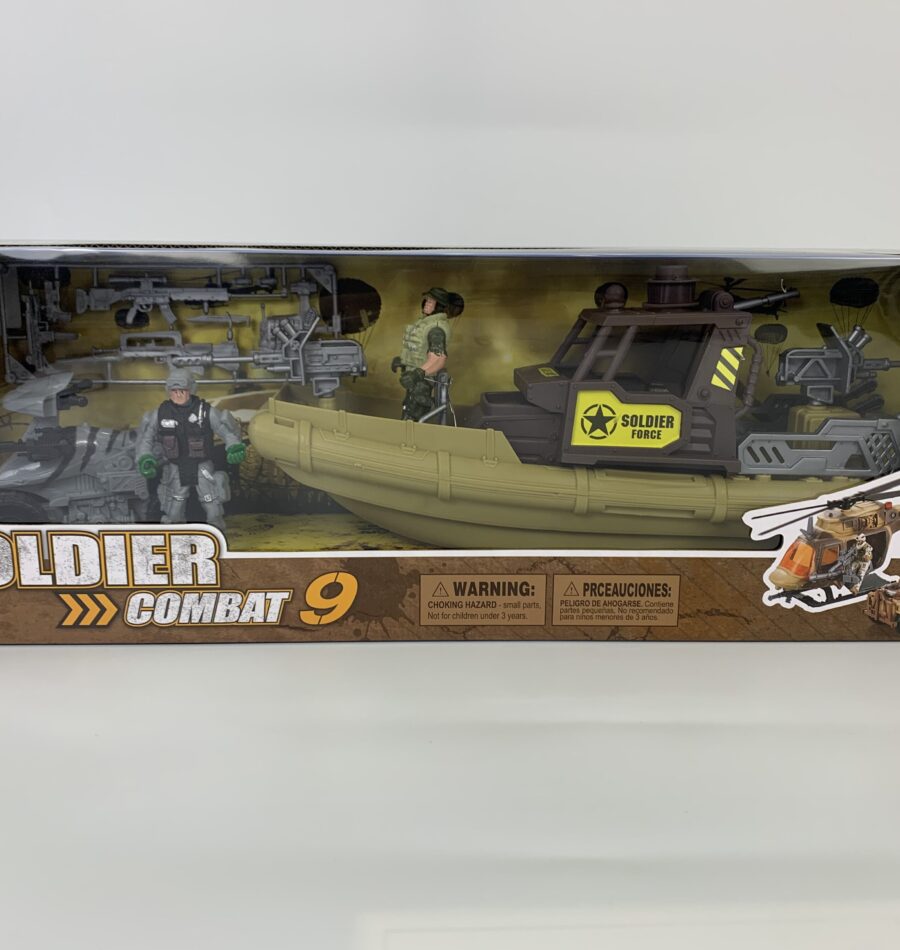 SOLDIER
FORCE
OLDIER
COMBAT 9
WARNING:
CHOKING HAZARD - small parts,
Not for children under 3 years.
PRCEAUCIONES:
PELIGRO DE AHOGARSE. Contiene
partes pequeñas. No recomendado
para ninos menores de 3 años.